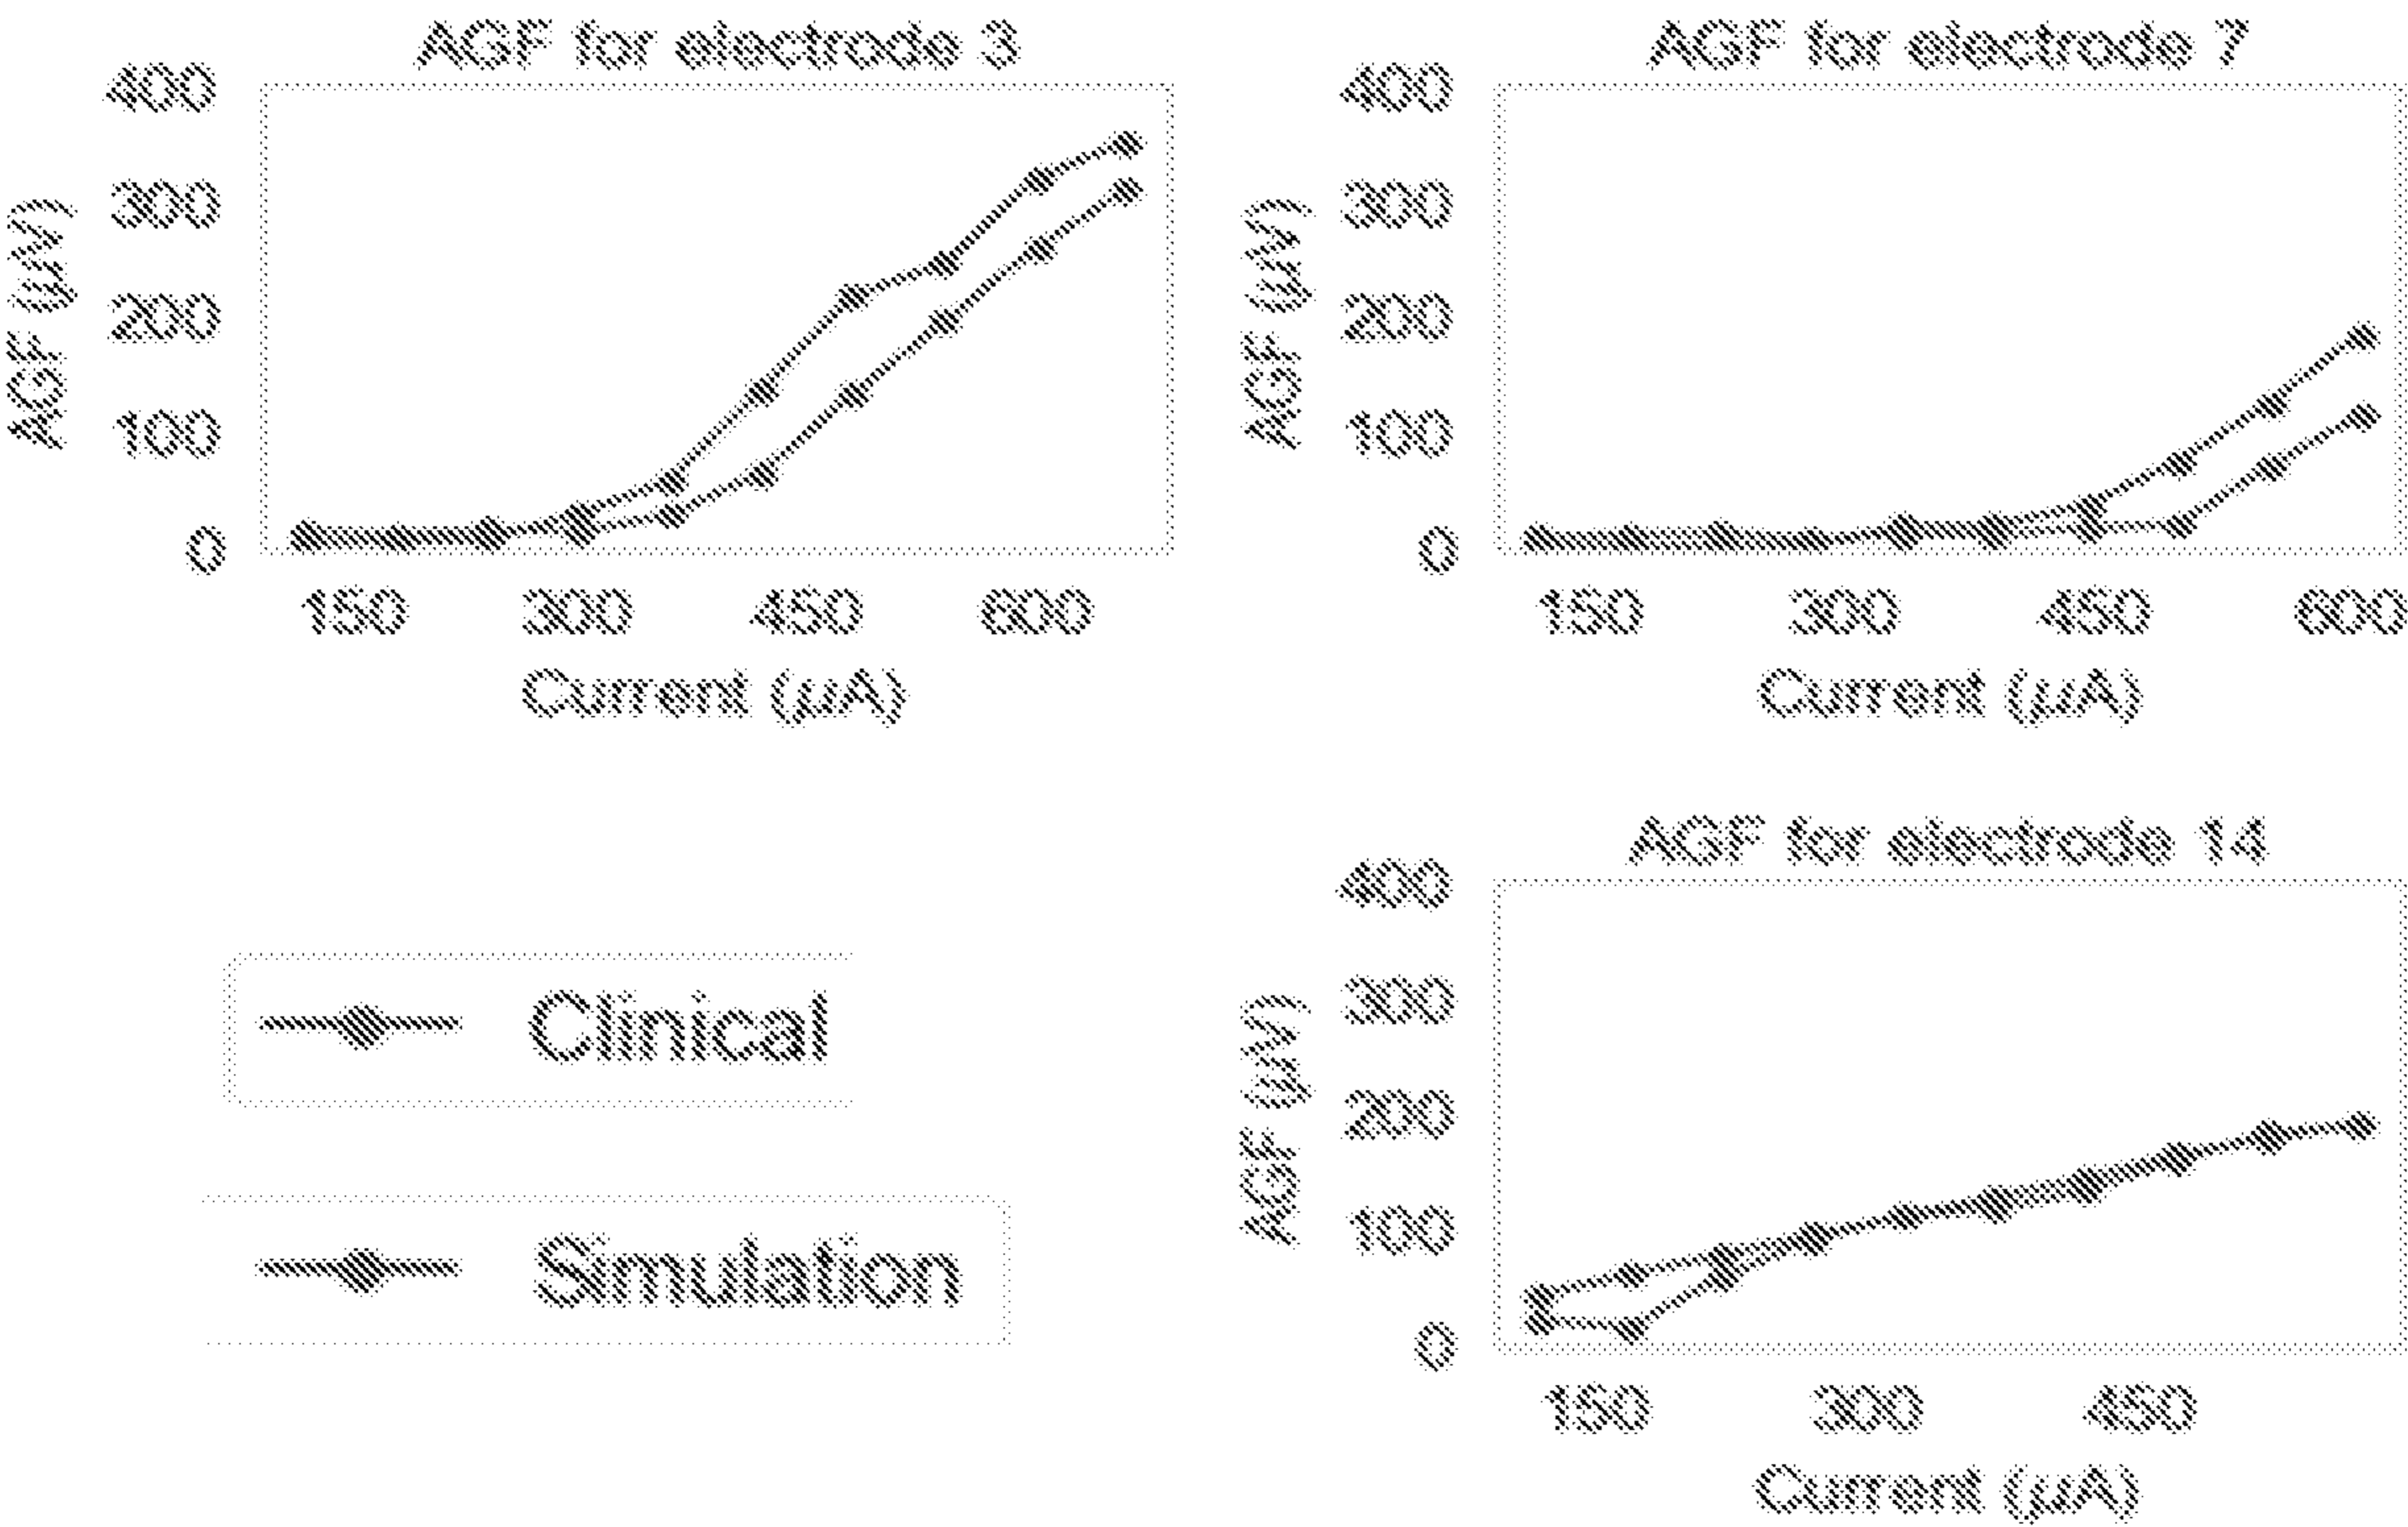 AGF for electrode 3
400
300
200
100
0
AGF (µV)
150 300 450 600
Current (µA)
AGF for electrode 7
400
300
200
100
0
AGF (µV)
150 300 450 600
Current (µA)
Clinical
Simulation
AGF for electrode 14
400
300
200
100
0
AGF (µV)
150 300 450
Current (µA)